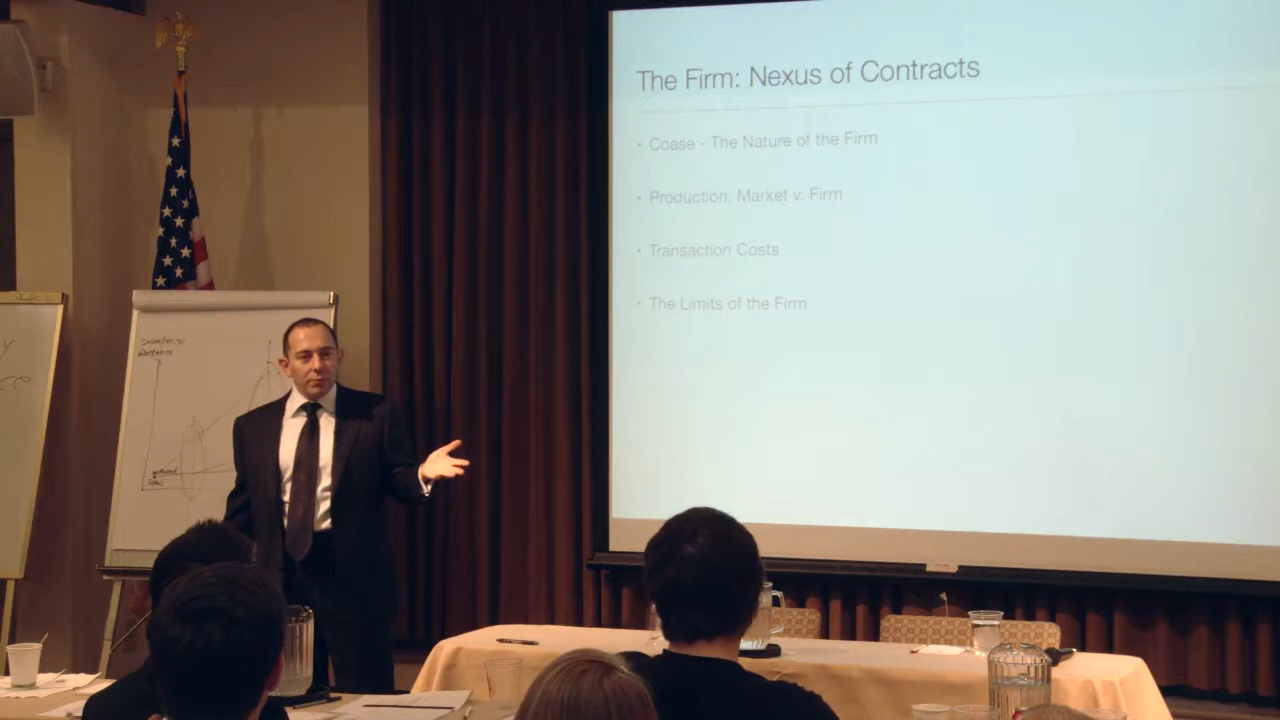 The Firm: Nexus of Contracts
• Coase - The Nature of the Firm
• Production: Market v. Firm
• Transaction Costs
• The Limits of the Firm